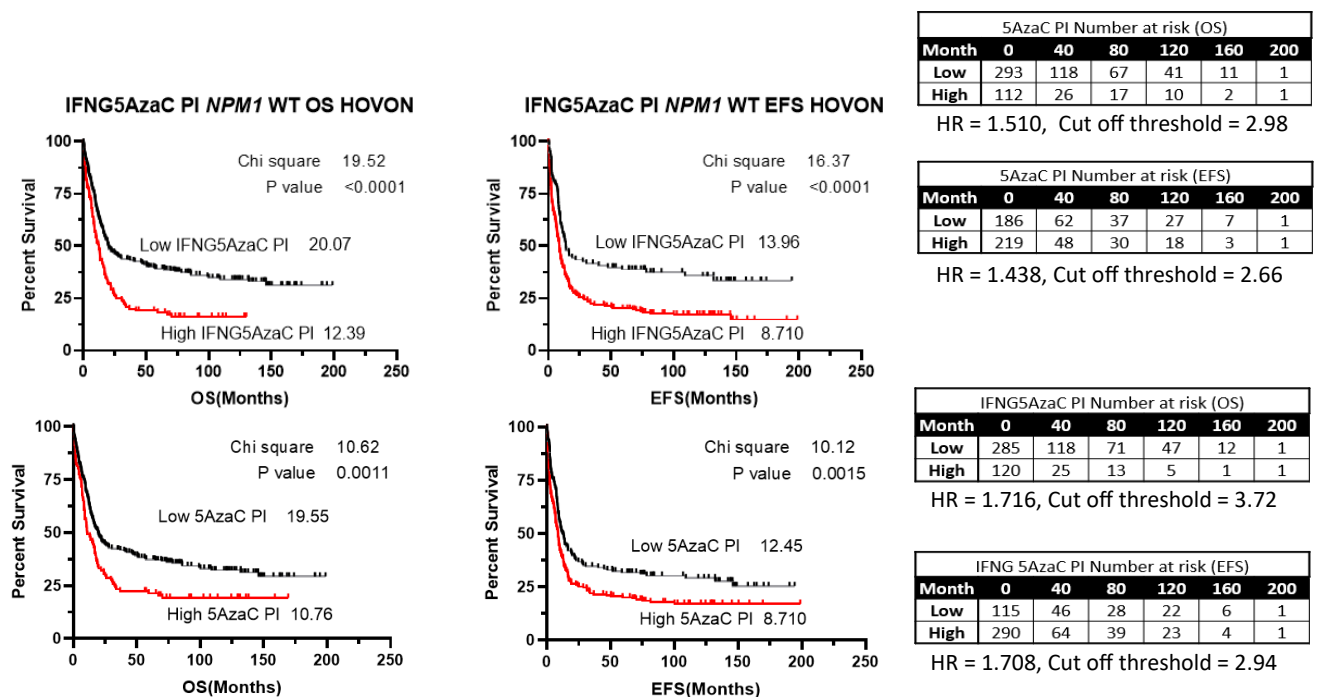 IFNG5AzaC PI NPM1 WT OS HOVON
Percent Survival
100
75
50
25
0
Chi square 19.52
P value <0.0001
Low IFNG5AzaC PI 20.07
High IFNG5AzaC PI 12.39
0 50 100 150 200 250
OS(Months)
IFNG5AzaC PI NPM1 WT EFS HOVON
Percent Survival
100
75
50
25
0
Chi square 16.37
P value <0.0001
Low IFNG5AzaC PI 13.96
High IFNG5AzaC PI 8.710
0 50 100 150 200 250
EFS(Months)
Percent Survival
100
75
50
25
0
Chi square 10.62
P value 0.0011
Low 5AzaC PI 19.55
High 5AzaC PI 10.76
0 50 100 150 200 250
OS(Months)
Percent Survival
100
75
50
25
0
Chi square 10.12
P value 0.0015
Low 5AzaC PI 12.45
High 5AzaC PI 8.710
0 50 100 150 200 250
EFS(Months)
5AzaC PI Number at risk (OS)
Month 0 40 80 120 160 200
Low 293 118 67 41 11 1
High 112 26 17 10 2 1
HR = 1.510, Cut off threshold = 2.98
5AzaC PI Number at risk (EFS)
Month 0 40 80 120 160 200
Low 186 62 37 27 7 1
High 219 48 30 18 3 1
HR = 1.438, Cut off threshold = 2.66
IFNG5AzaC PI Number at risk (OS)
Month 0 40 80 120 160 200
Low 285 118 71 47 12 1
High 120 25 13 5 1 1
HR = 1.716, Cut off threshold = 3.72
IFNG 5AzaC PI Number at risk (EFS)
Month 0 40 80 120 160 200
Low 115 46 28 22 6 1
High 290 64 39 23 4 1
HR = 1.708, Cut off threshold = 2.94